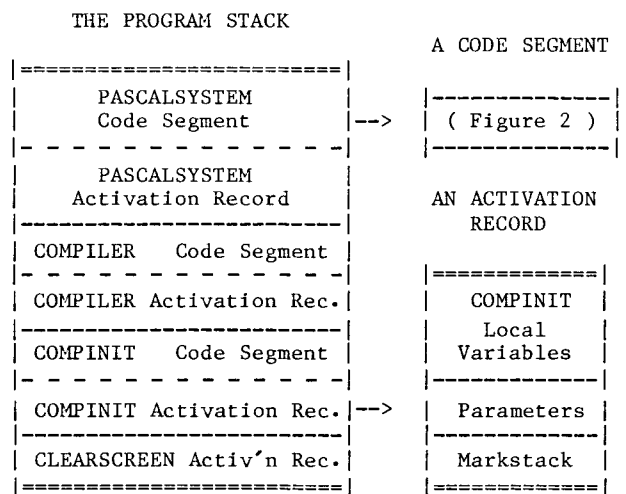 THE PROGRAM STACK
A CODE SEGMENT
PASCALSYSTEM
Code Segment
( Figure 2 )
PASCALSYSTEM
Activation Record
AN ACTIVATION
RECORD
COMPILER Code Segment
COMPILER Activation Rec.
COMPINIT
Local
Variables
COMPINIT Code Segment
COMPINIT Activation Rec.
Parameters
CLEARSCREEN Activ'n Rec.
Markstack